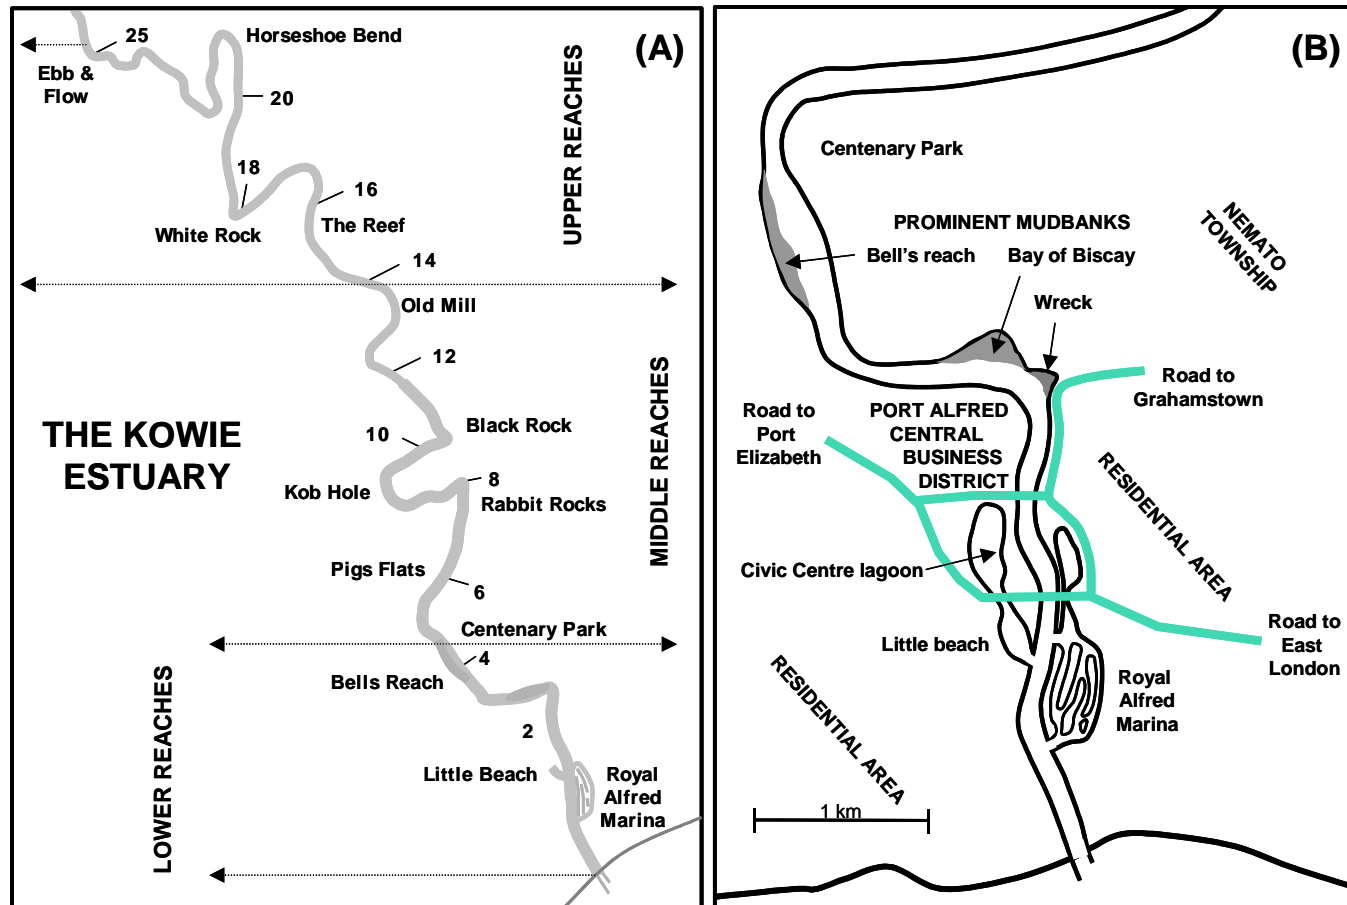 (A)
Horseshoe Bend
25
Ebb &
Flow
20
18
16
White Rock
The Reef
14
UPPER REACHES
Old Mill
12
THE KOWIE
ESTUARY
Black Rock
10
8
Kob Hole
Rabbit Rocks
MIDDLE REACHES
Pigs Flats
6
Centenary Park
4
Bells Reach
2
Little Beach
Royal
Alfred
Marina
LOWER REACHES
(B)
Centenary Park
PROMINENT MUDBANKS
Bell's reach
Bay of Biscay
Wreck
NEMATO
TOWNSHIP
Road to
Grahamstown
Road to
Port
Elizabeth
PORT ALFRED
CENTRAL
BUSINESS
DISTRICT
RESIDENTIAL AREA
Civic Centre lagoon
Little beach
Road to
East
London
RESIDENTIAL AREA
Royal
Alfred
Marina
1 km